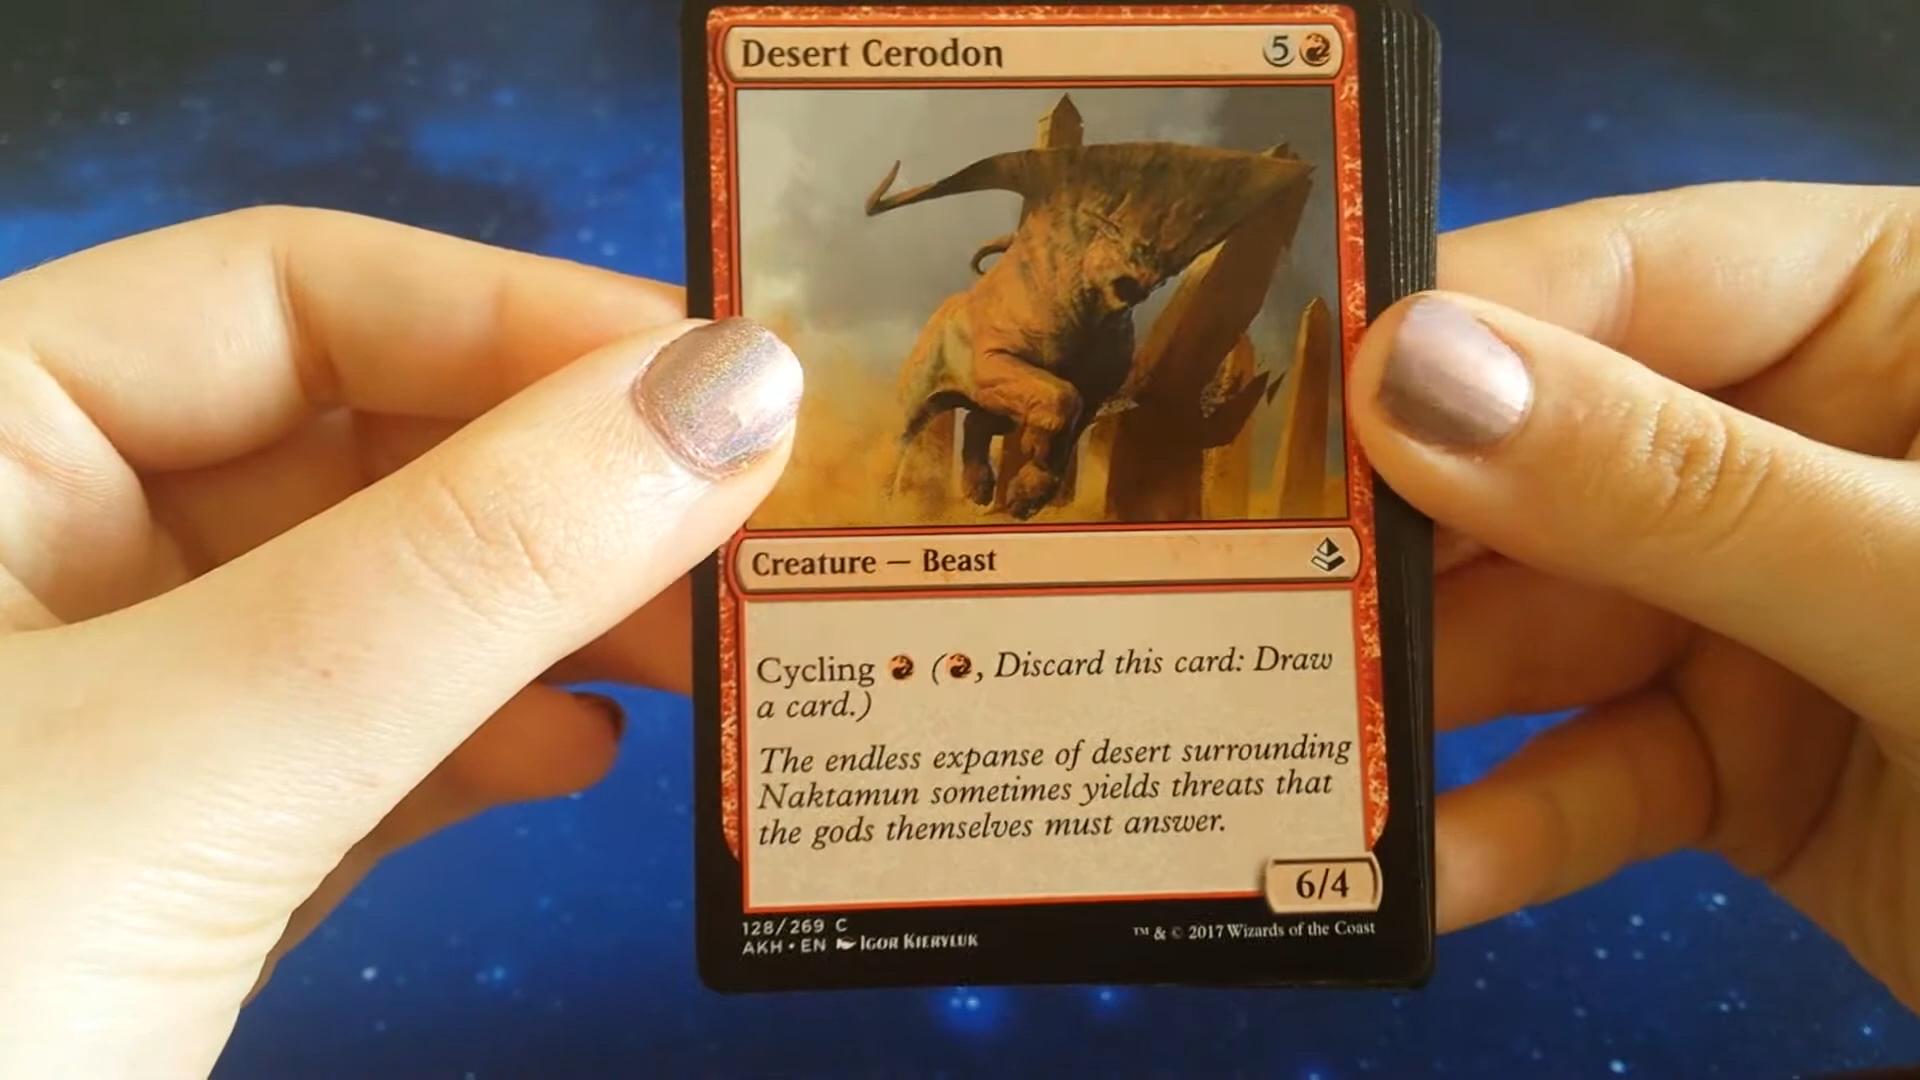 Desert Cerodon 5
Creature — Beast
Cycling (, Discard this card: Draw
a card.)
The endless expanse of desert surrounding
Naktamun sometimes yields threats that
the gods themselves must answer.
6/4
128/269 C
AKH • EN IGOR KIERYLUK
™ & © 2017 Wizards of the Coast